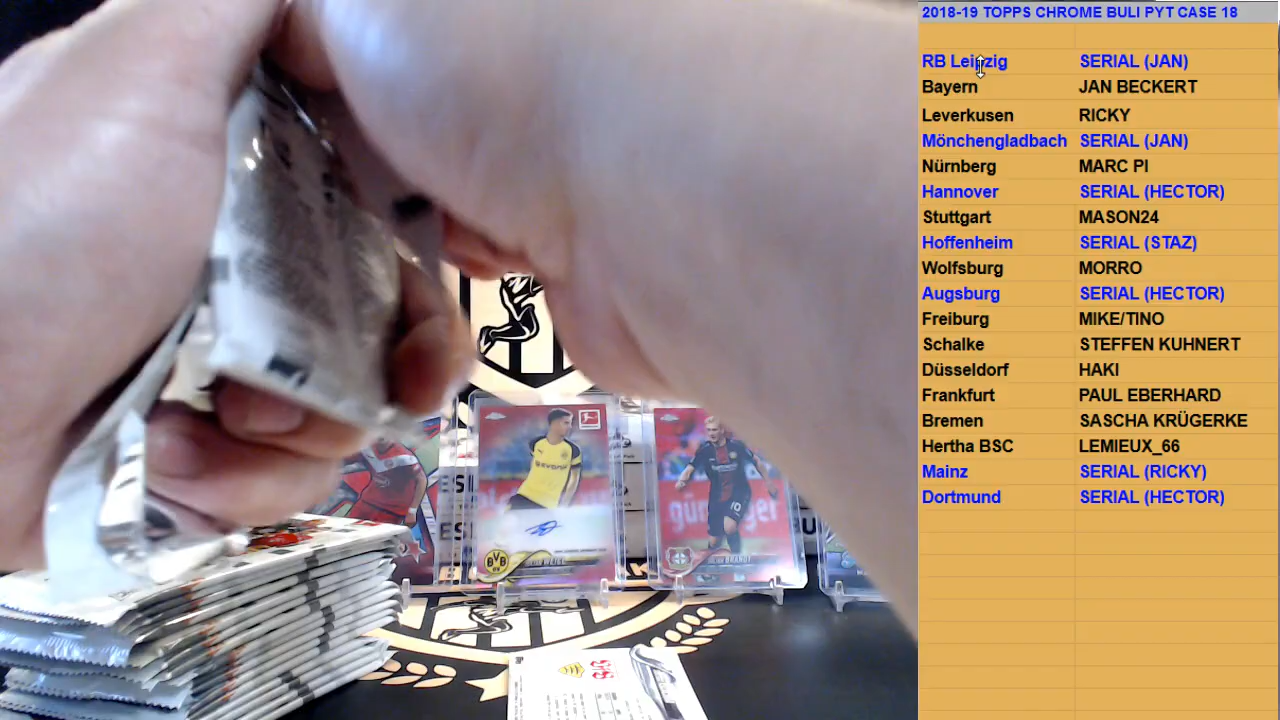 2018-19 TOPPS CHROME BULI PYT CASE 18
RB Leipzig SERIAL (JAN)
Bayern JAN BECKERT
Leverkusen RICKY
Mönchengladbach SERIAL (JAN)
Nürnberg MARC PI
Hannover SERIAL (HECTOR)
Stuttgart MASON24
Hoffenheim SERIAL (STAZ)
Wolfsburg MORRO
Augsburg SERIAL (HECTOR)
Freiburg MIKE/TINO
Schalke STEFFEN KUHNERT
Düsseldorf HAKI
Frankfurt PAUL EBERHARD
Bremen SASCHA KRÜGERKE
Hertha BSC LEMIEUX_66
Mainz SERIAL (RICKY)
Dortmund SERIAL (HECTOR)
BVB
10